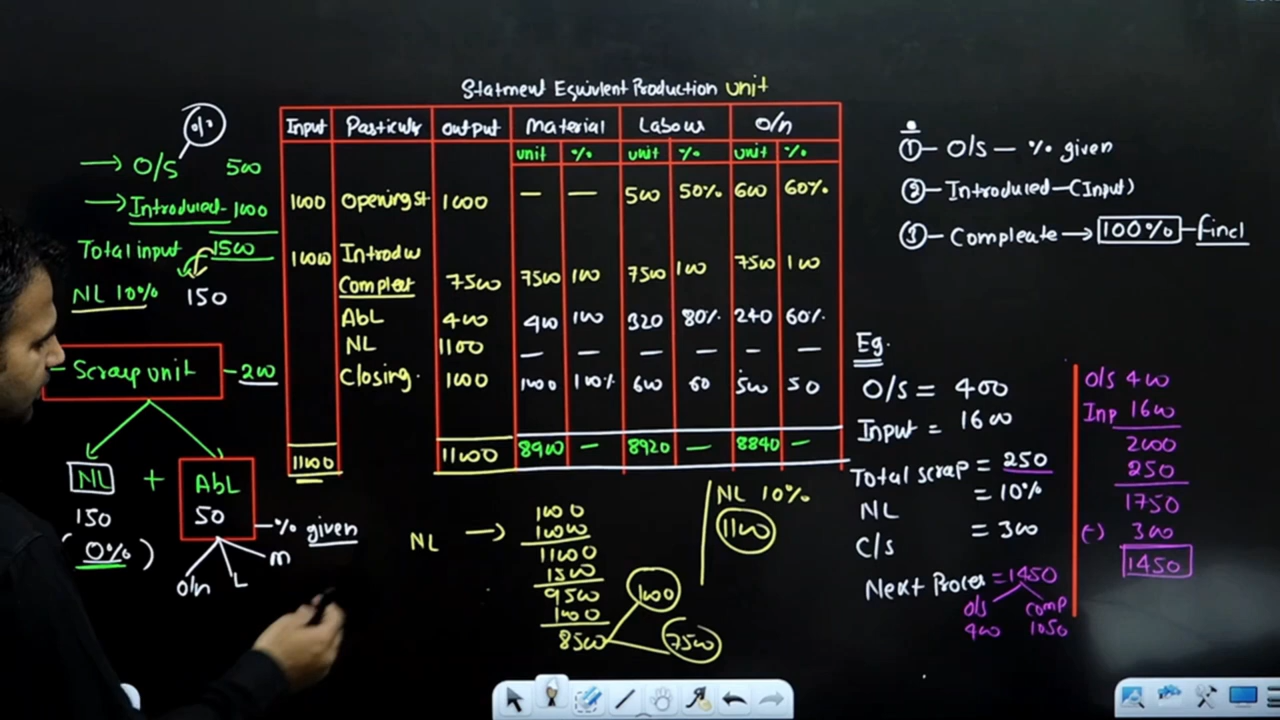 Statment Equivlent Production Unit
Input Particulr output Material Labour O/n
unit % unit % unit %
1000 Opening st 1000 — — 500 50% 600 60%
Introdu
Compleet 7500 7500 100 7500 100 7500 100
AbL 400 400 100 320 80% 240 60%
NL 1100 — — — — — —
Closing. 1000 1000 100% 600 60 500 50
11000 11000 8900 — 8920 — 8840 —
O/S 500
Introduced - 1000
Total input 1500
NL 10% 150
- Scrap unit - 200
NL + AbL
150 50 - % given
(0%)
O/n L m
NL
1000
11000
1500
9500
1000
8500
1000
7500
NL 10%
1100
① - O/S - % given
② - Introduced - (Input)
③ - Compleate → 100% - final
Eg.
O/S = 400
Input = 1600
Total scrap = 250
NL = 10%
C/S = 300
Next Proces = 1450
O/S comp
400 1050
O/S 400
Inp 1600
2000
250
1750
(-) 300
1450